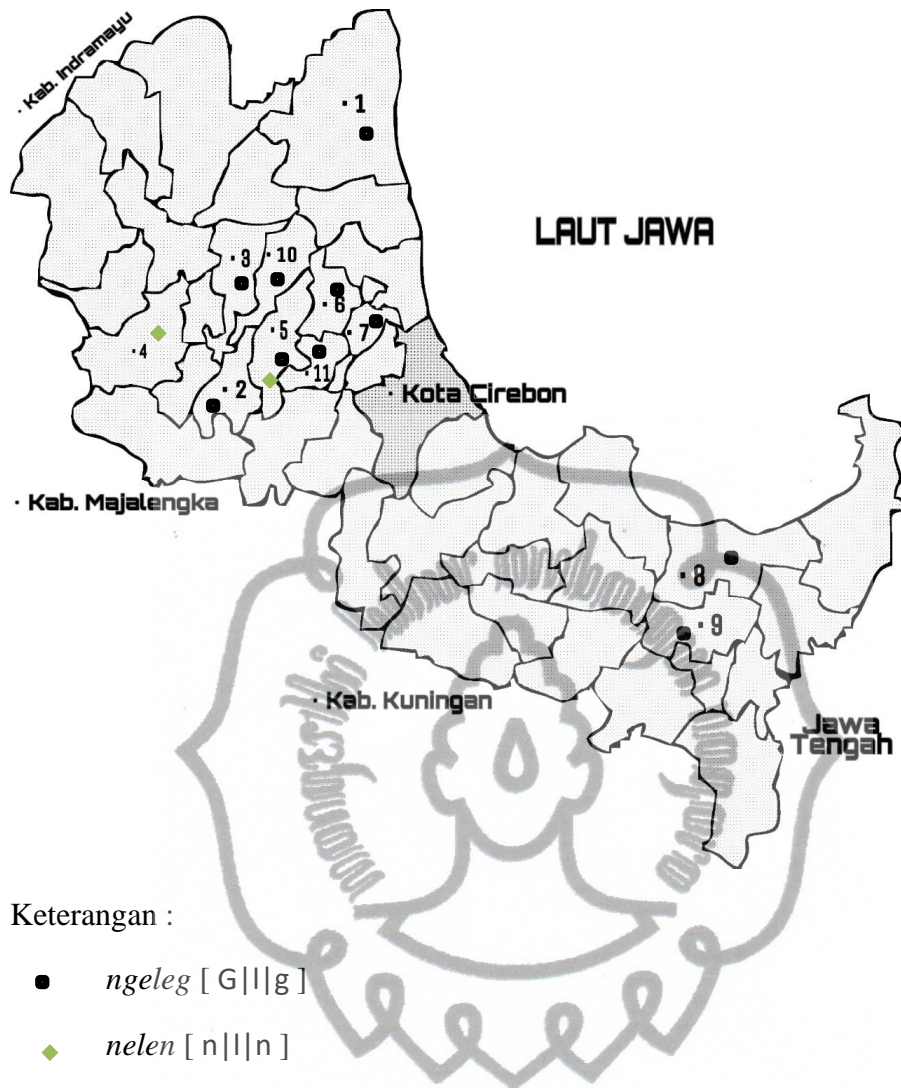 · Kab. Indramayu
· 1
LAUT JAWA
· 3
· 10
· 6
· 5
· 7
· 4
· 11
· 2
· Kota Cirebon
· Kab. Majalengka
· 8
· 9
· Kab. Kuningan
Jawa
Tengah
Keterangan :
ngeleg [ G|l|g ]
nelen [ n|l|n ]